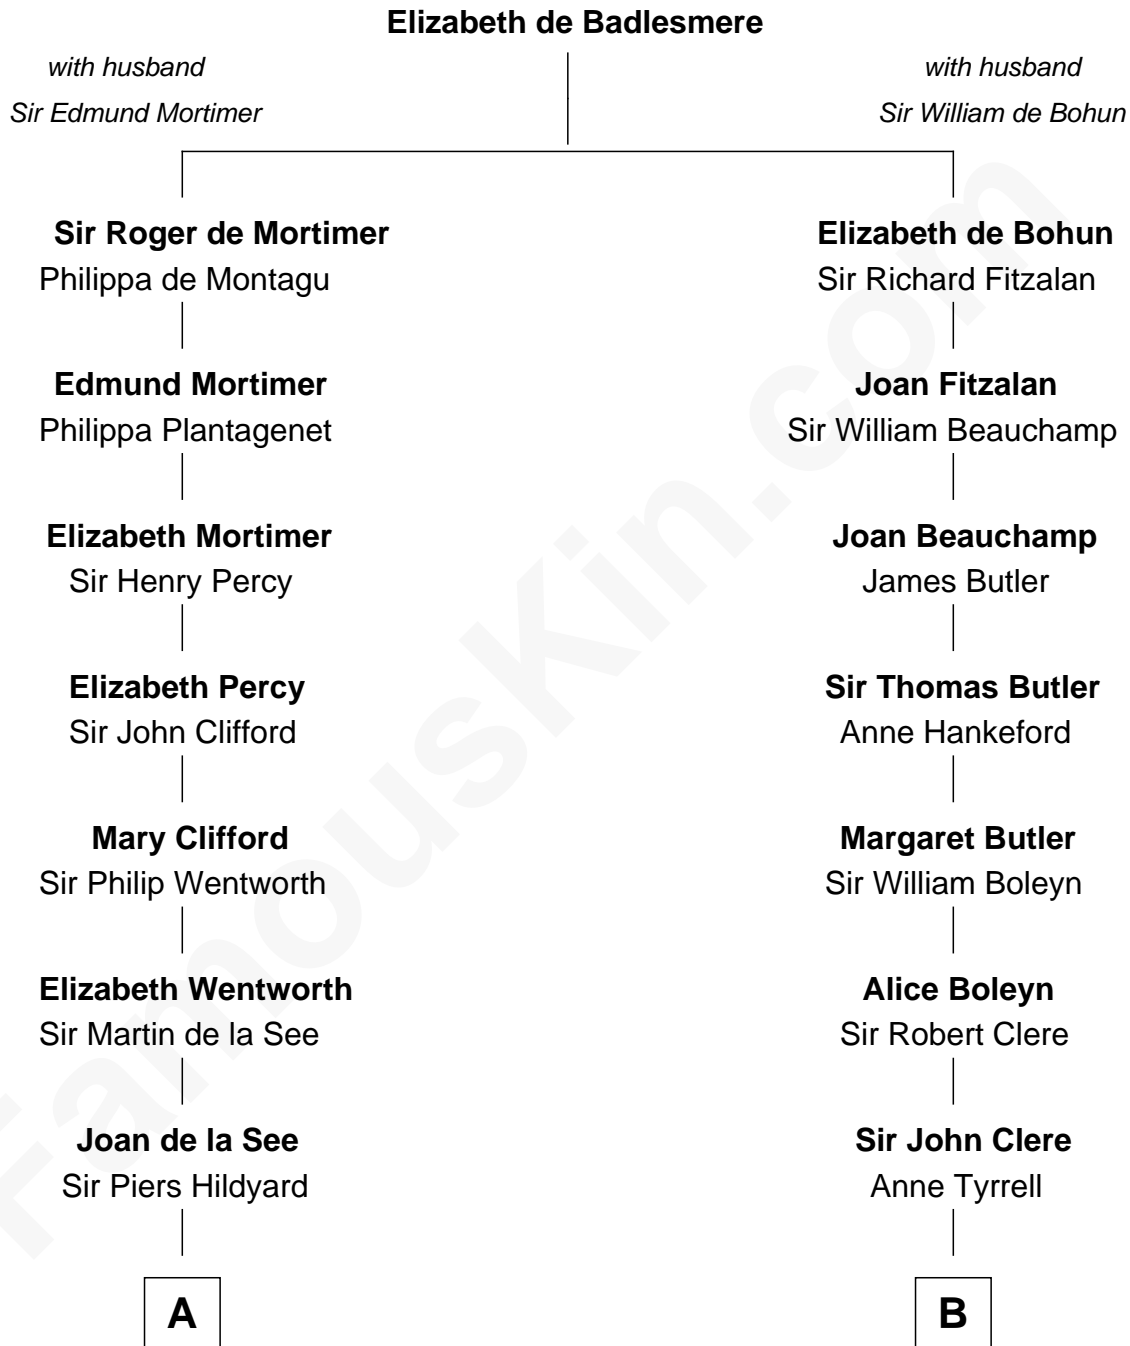 Elizabeth de Badlesmere
with husband
Sir Edmund Mortimer
with husband
Sir William de Bohun
Sir Roger de Mortimer
Philippa de Montagu
Elizabeth de Bohun
Sir Richard Fitzalan
Edmund Mortimer
Philippa Plantagenet
Joan Fitzalan
Sir William Beauchamp
Elizabeth Mortimer
Sir Henry Percy
Joan Beauchamp
James Butler
Elizabeth Percy
Sir John Clifford
Sir Thomas Butler
Anne Hankeford
Mary Clifford
Sir Philip Wentworth
Margaret Butler
Sir William Boleyn
Elizabeth Wentworth
Sir Martin de la See
Alice Boleyn
Sir Robert Clere
Joan de la See
Sir Piers Hildyard
Sir John Clere
Anne Tyrrell
A
B
FamousKin.com